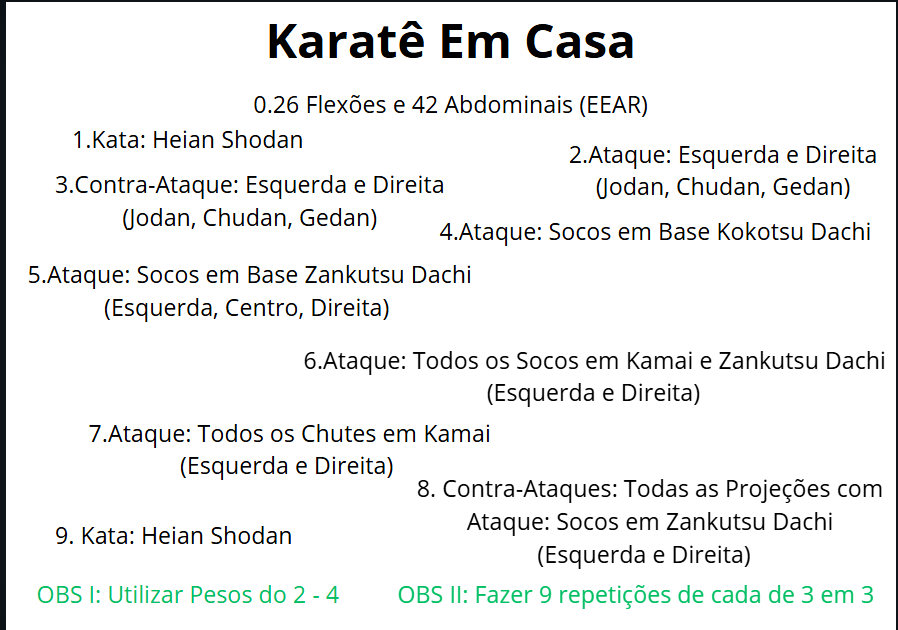 Karatê Em Casa
0.26 Flexões e 42 Abdominais (EEAR)
1.Kata: Heian Shodan
2.Ataque: Esquerda e Direita
(Jodan, Chudan, Gedan)
3.Contra-Ataque: Esquerda e Direita
(Jodan, Chudan, Gedan)
4.Ataque: Socos em Base Kokotsu Dachi
5.Ataque: Socos em Base Zankutsu Dachi
(Esquerda, Centro, Direita)
6.Ataque: Todos os Socos em Kamai e Zankutsu Dachi
(Esquerda e Direita)
7.Ataque: Todos os Chutes em Kamai
(Esquerda e Direita)
8. Contra-Ataques: Todas as Projeções com
Ataque: Socos em Zankutsu Dachi
(Esquerda e Direita)
9. Kata: Heian Shodan
OBS I: Utilizar Pesos do 2 - 4
OBS II: Fazer 9 repetições de cada de 3 em 3